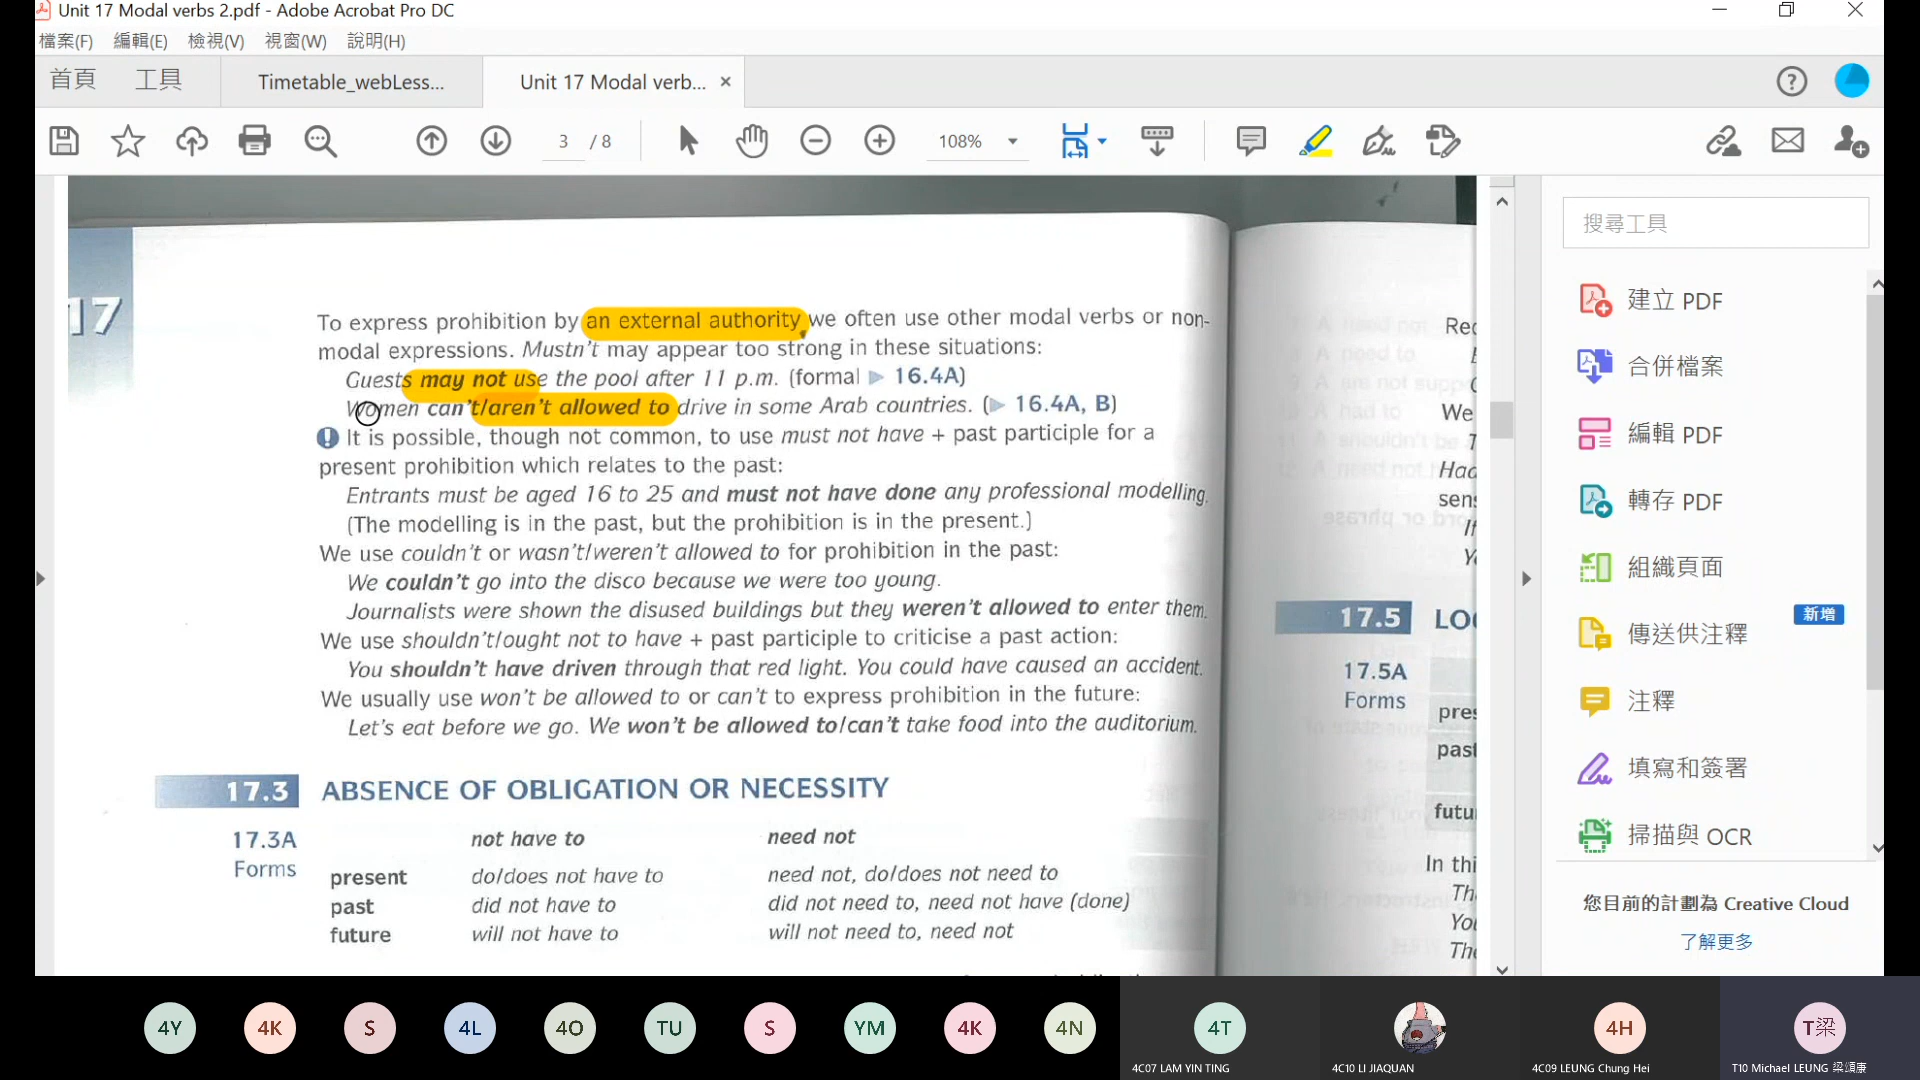 Unit 17 Modal verbs 2.pdf - Adobe Acrobat Pro DC
檔案(F) 編輯(E) 檢視(V) 視窗(W) 說明(H)
首頁 工具 Timetable_webLess... Unit 17 Modal verb... ×
3 / 8 108%
搜尋工具
建立 PDF
合併檔案
編輯 PDF
轉存 PDF
組織頁面
新增
傳送供注釋
注釋
填寫和簽署
掃描與 OCR
您目前的計劃為 Creative Cloud
了解更多
17
To express prohibition by an external authority, we often use other modal verbs or non-
modal expressions. Mustn't may appear too strong in these situations:
Guests may not use the pool after 11 p.m. (formal ▶ 16.4A)
Women can't/aren't allowed to drive in some Arab countries. (▶ 16.4A, B)
! It is possible, though not common, to use must not have + past participle for a
present prohibition which relates to the past:
Entrants must be aged 16 to 25 and must not have done any professional modelling.
(The modelling is in the past, but the prohibition is in the present.)
We use couldn't or wasn't/weren't allowed to for prohibition in the past:
We couldn't go into the disco because we were too young.
Journalists were shown the disused buildings but they weren't allowed to enter them.
We use shouldn't/ought not to have + past participle to criticise a past action:
You shouldn't have driven through that red light. You could have caused an accident.
We usually use won't be allowed to or can't to express prohibition in the future:
Let's eat before we go. We won't be allowed to/can't take food into the auditorium.
17.3 ABSENCE OF OBLIGATION OR NECESSITY
17.3A not have to need not
Forms
present do/does not have to need not, do/does not need to
past did not have to did not need to, need not have (done)
future will not have to will not need to, need not
We
Had
sens
17.5 LO
17.5A
Forms
pres
past
futu
In thi
Th
You
The
4Y 4K S 4L 4O TU S YM 4K 4N 4T 4H T梁
4C07 LAM YIN TING 4C10 LI JIAQUAN 4C09 LEUNG Chung Hei T10 Michael LEUNG 梁頌康